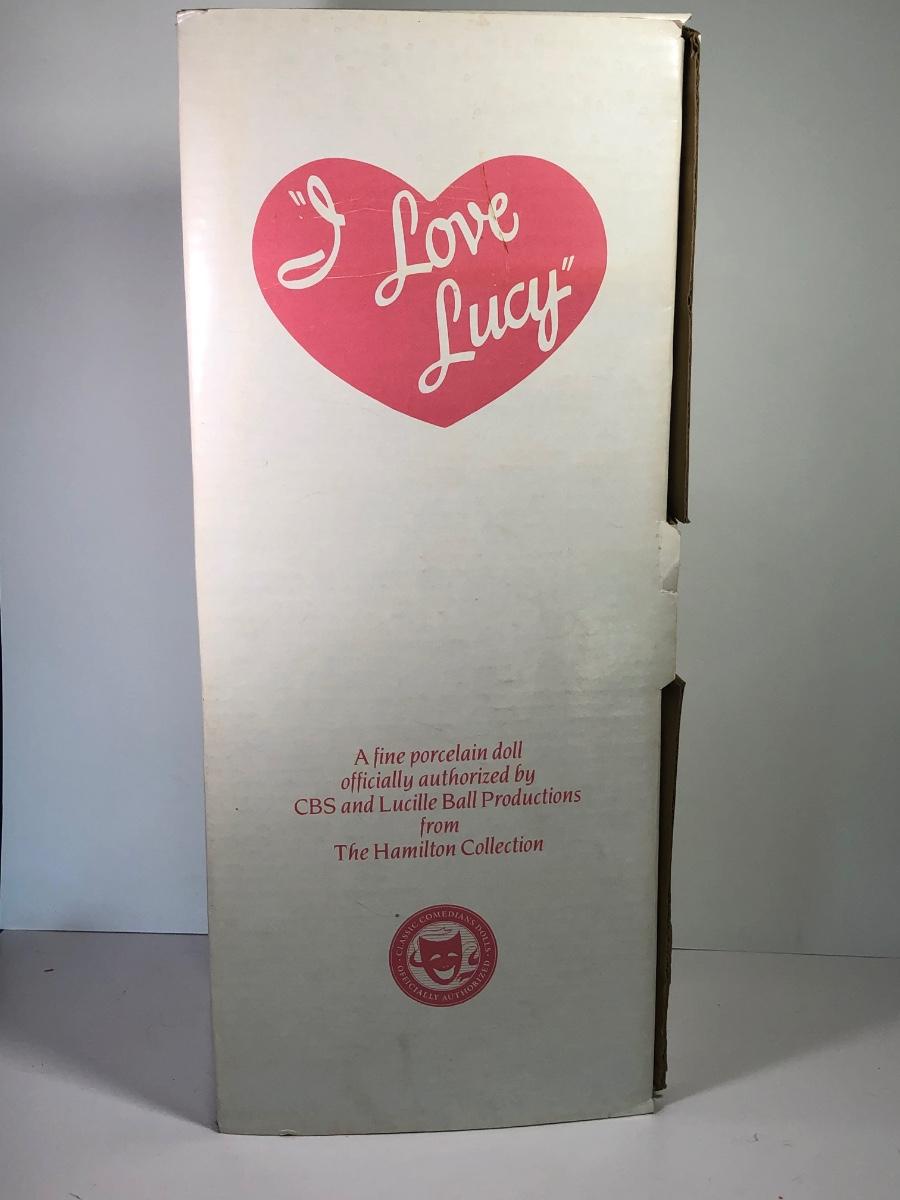 "I
Love
Lucy"
A fine porcelain doll
officially authorized by
CBS and Lucille Ball Productions
from
The Hamilton Collection
CLASSIC COMEDIANS DOLLS
OFFICIALLY AUTHORIZED